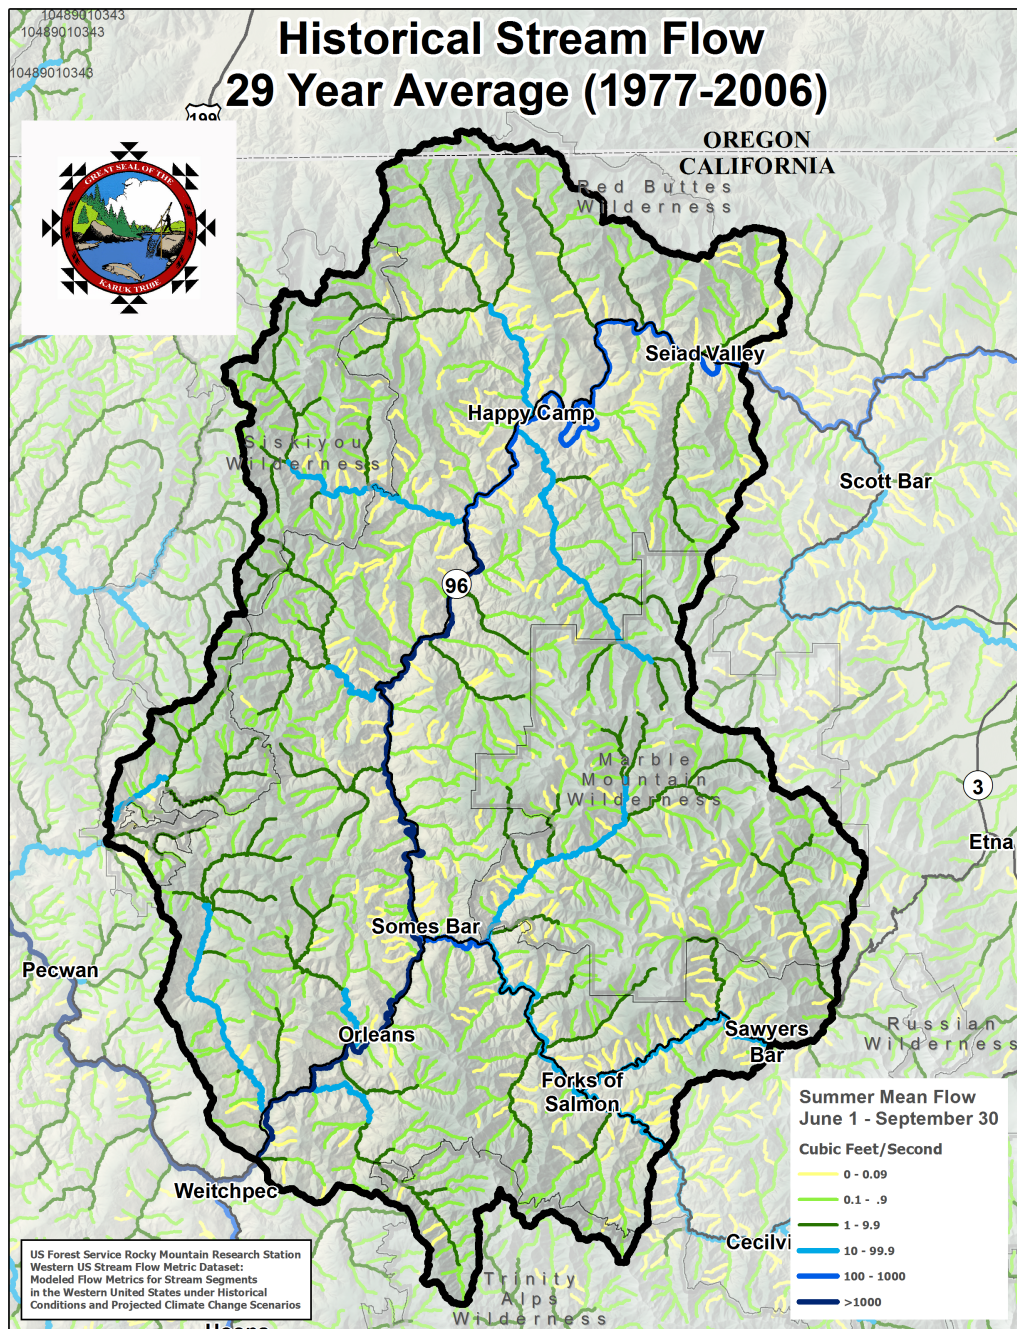 10489010343
10489010343
10489010343
Historical Stream Flow
29 Year Average (1977-2006)
199
OREGON
CALIFORNIA
GREAT SEAL OF THE
KARUK TRIBE
Red Buttes
Wilderness
Seiad Valley
Happy Camp
Siskiyou
Wilderness
Scott Bar
96
Marble
Mountain
Wilderness
3
Etna
Somes Bar
Pecwan
Orleans
Sawyers
Bar
Russian
Wilderness
Forks of
Salmon
Weitchpec
Summer Mean Flow
June 1 - September 30
Cubic Feet/Second
0 - 0.09
0.1 - .9
1 - 9.9
10 - 99.9
100 - 1000
>1000
Cecilvi
US Forest Service Rocky Mountain Research Station
Western US Stream Flow Metric Dataset:
Modeled Flow Metrics for Stream Segments
in the Western United States under Historical
Conditions and Projected Climate Change Scenarios
Trinity
Alps
Wilderness